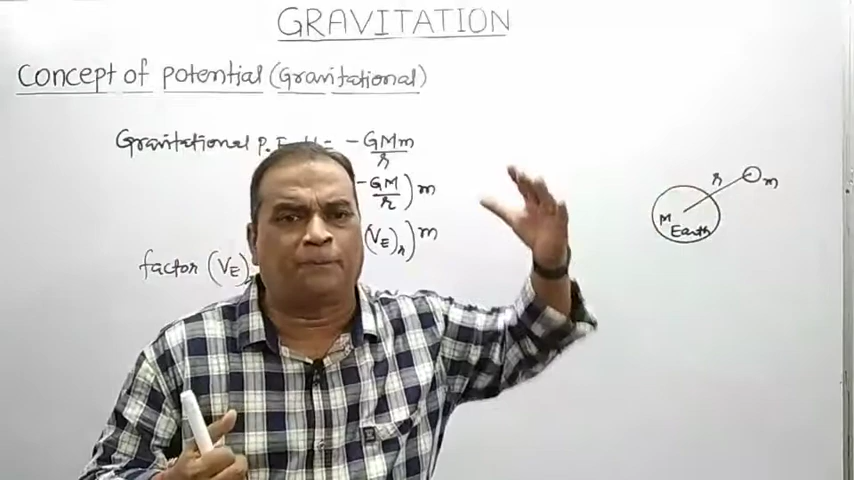 GRAVITATION
Concept of potential (Gravitational)
Gravitational P.E = -GMm/r
-GM/r) m
(VE)r) m
factor (VE)
r
m
M
Earth